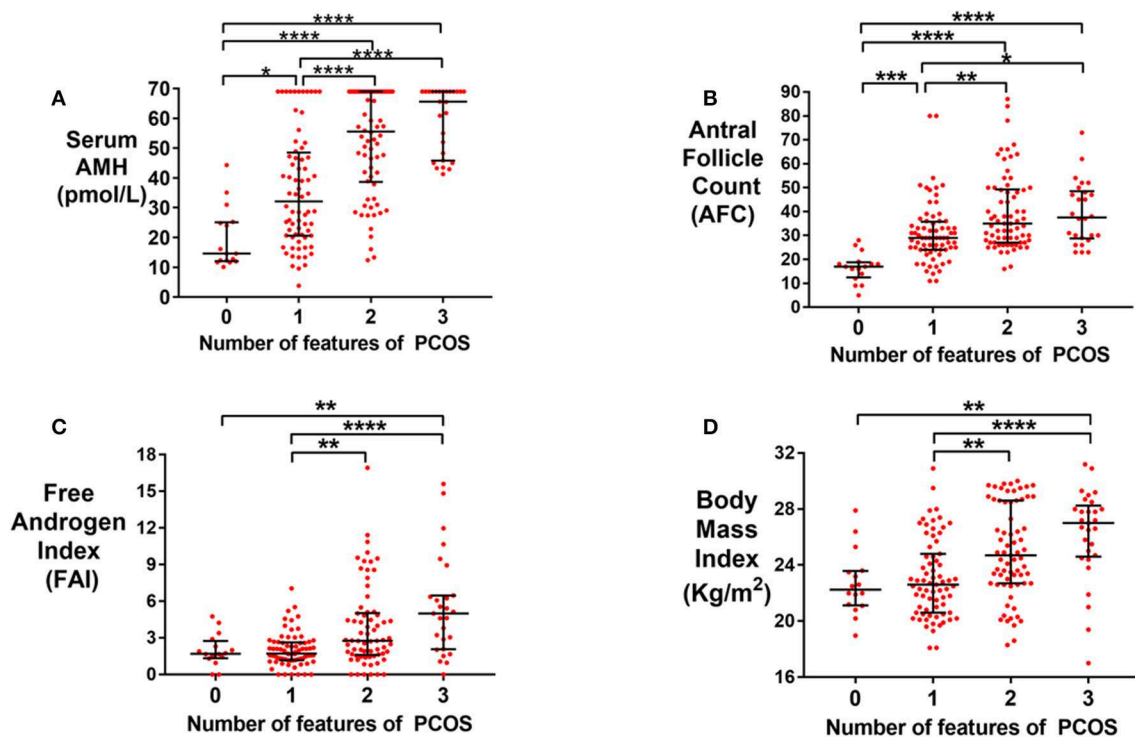 A
Serum
AMH
(pmol/L)
****
****
****
* ****
70
60
50
40
30
20
10
0
0 1 2 3
Number of features of PCOS
B
Antral
Follicle
Count
(AFC)
****
****
*
*** **
90
80
70
60
50
40
30
20
10
0
0 1 2 3
Number of features of PCOS
C
Free
Androgen
Index
(FAI)
**
****
**
18
15
12
9
6
3
0
0 1 2 3
Number of features of PCOS
D
Body
Mass
Index
(Kg/m²)
**
****
**
32
28
24
20
16
0 1 2 3
Number of features of PCOS